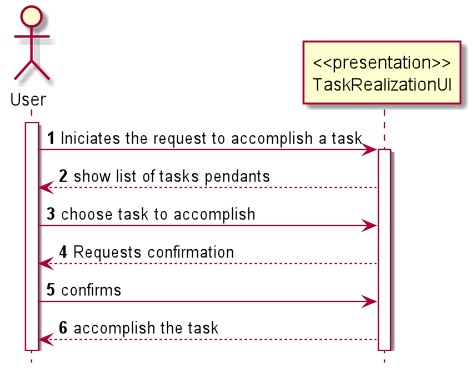 <<presentation>>
TaskRealizationUI
User
1 Iniciates the request to accomplish a task
2 show list of tasks pendants
3 choose task to accomplish
4 Requests confirmation
5 confirms
6 accomplish the task